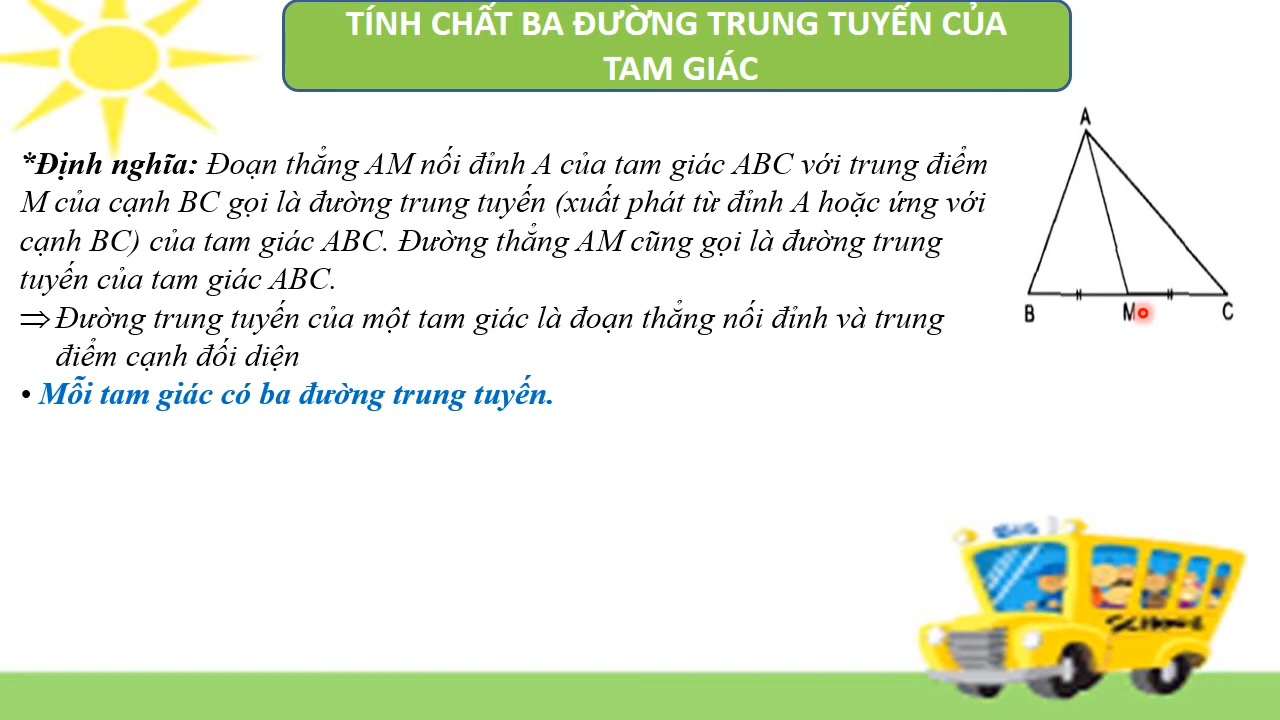 TÍNH CHẤT BA ĐƯỜNG TRUNG TUYẾN CỦA
TAM GIÁC
*Định nghĩa: Đoạn thẳng AM nối đỉnh A của tam giác ABC với trung điểm
M của cạnh BC gọi là đường trung tuyến (xuất phát từ đỉnh A hoặc ứng với
cạnh BC) của tam giác ABC. Đường thẳng AM cũng gọi là đường trung
tuyến của tam giác ABC.
⇒ Đường trung tuyến của một tam giác là đoạn thẳng nối đỉnh và trung
điểm cạnh đối diện
• Mỗi tam giác có ba đường trung tuyến.
A
B M C